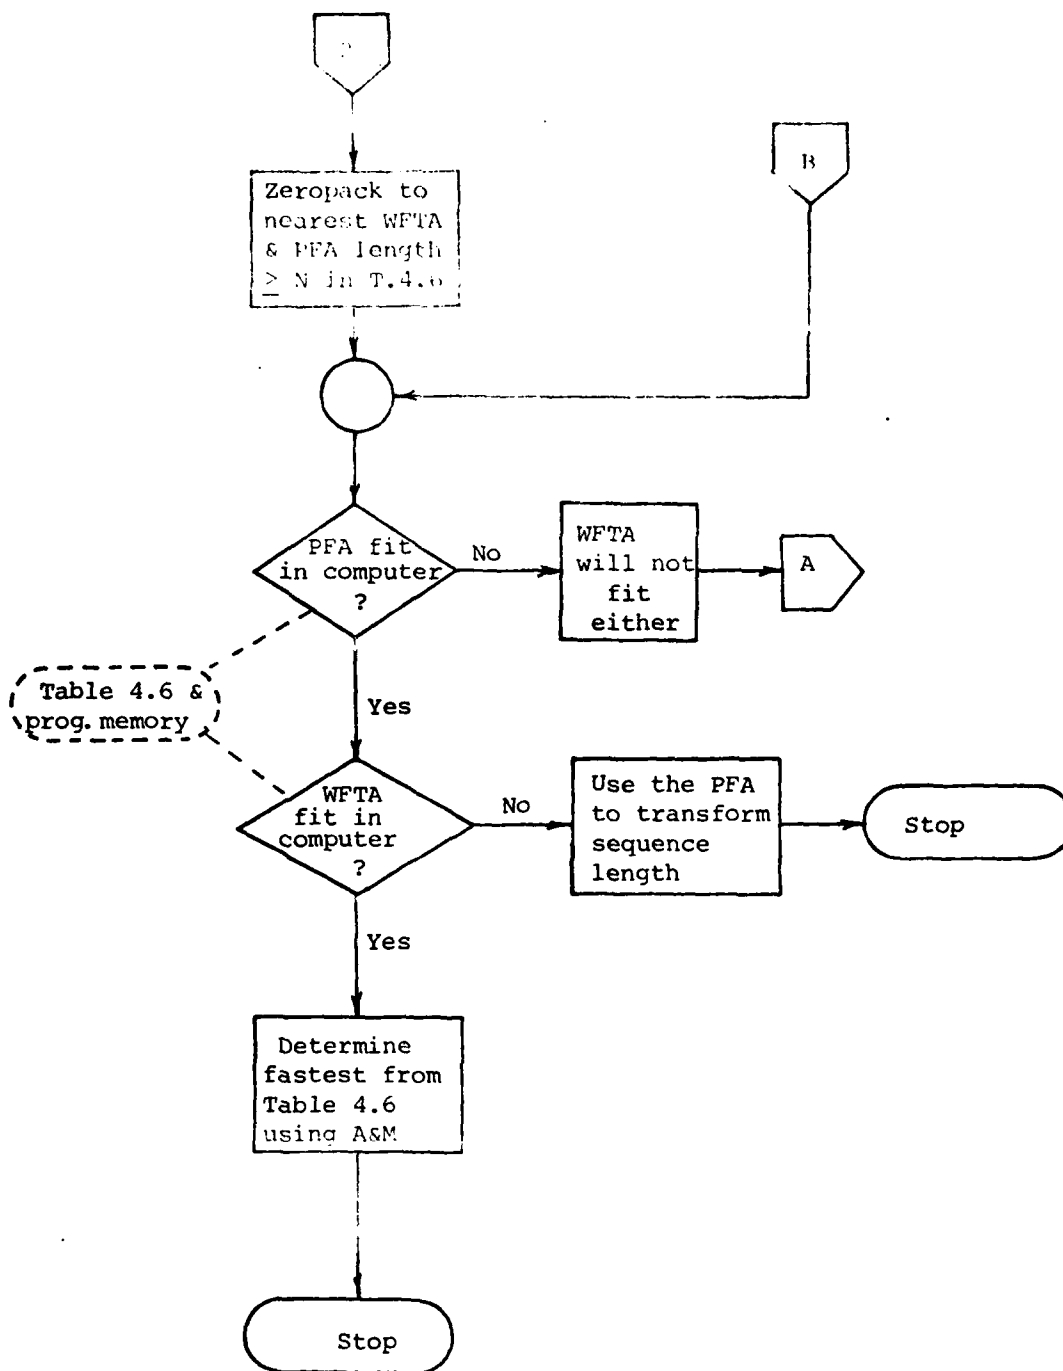 B
Zeropack to
nearest WFTA
& PFA length
≥ N in T.4.6
PFA fit
in computer
?
No
WFTA
will not
fit
either
A
Table 4.6 &
prog. memory
Yes
WFTA
fit in
computer
?
No
Use the PFA
to transform
sequence
length
Stop
Yes
Determine
fastest from
Table 4.6
using A&M
Stop